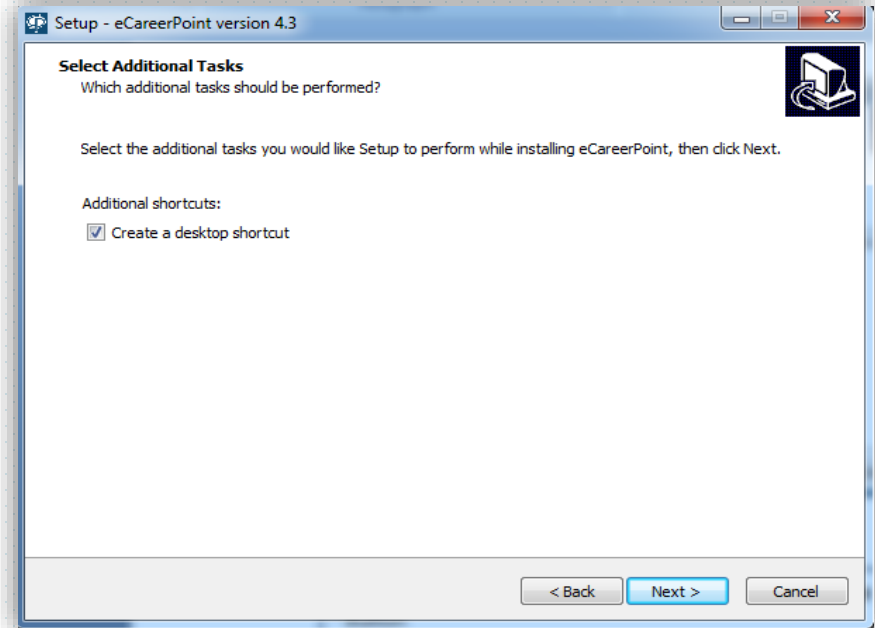 Setup - eCareerPoint version 4.3
Select Additional Tasks
Which additional tasks should be performed?
Select the additional tasks you would like Setup to perform while installing eCareerPoint, then click Next.
Additional shortcuts:
Create a desktop shortcut
< Back Next > Cancel